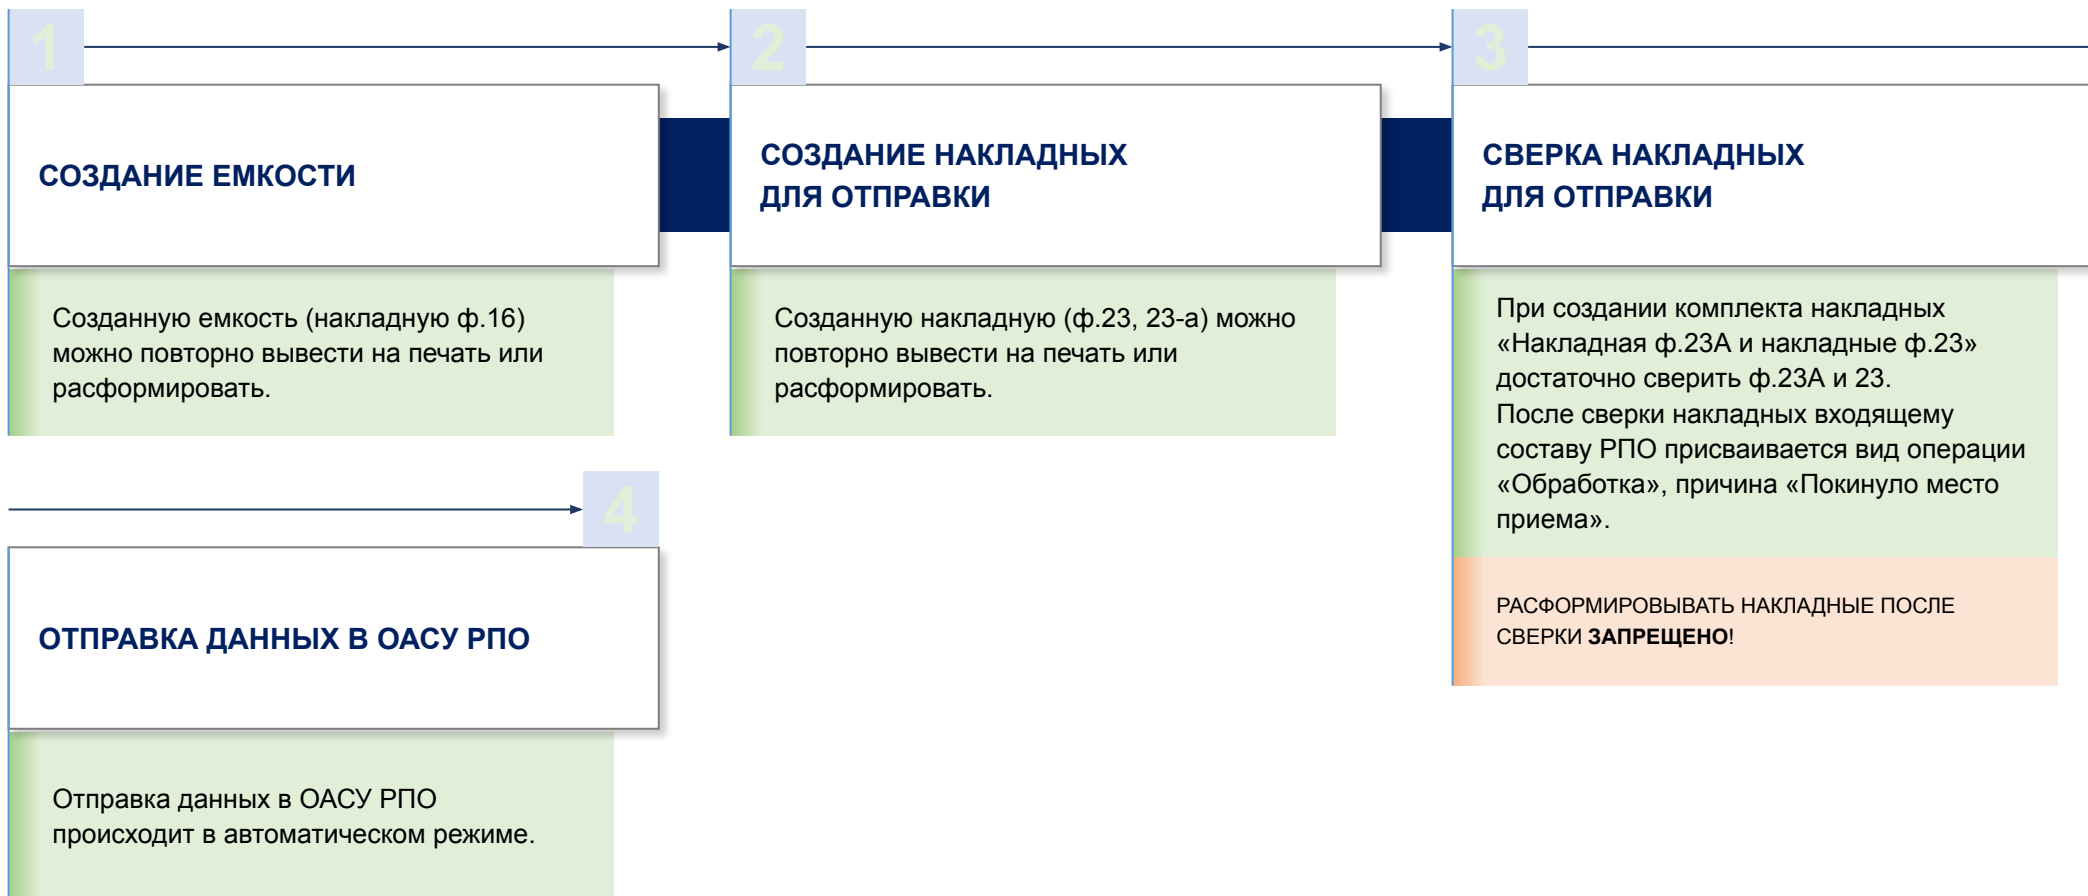 1
СОЗДАНИЕ ЕМКОСТИ
Созданную емкость (накладную ф.16)
можно повторно вывести на печать или
расформировать.
2
СОЗДАНИЕ НАКЛАДНЫХ
ДЛЯ ОТПРАВКИ
Созданную накладную (ф.23, 23-а) можно
повторно вывести на печать или
расформировать.
3
СВЕРКА НАКЛАДНЫХ
ДЛЯ ОТПРАВКИ
При создании комплекта накладных
«Накладная ф.23А и накладные ф.23»
достаточно сверить ф.23А и 23.
После сверки накладных входящему
составу РПО присваивается вид операции
«Обработка», причина «Покинуло место
приема».
РАСФОРМИРОВЫВАТЬ НАКЛАДНЫЕ ПОСЛЕ
СВЕРКИ ЗАПРЕЩЕНО!
4
ОТПРАВКА ДАННЫХ В ОАСУ РПО
Отправка данных в ОАСУ РПО
происходит в автоматическом режиме.